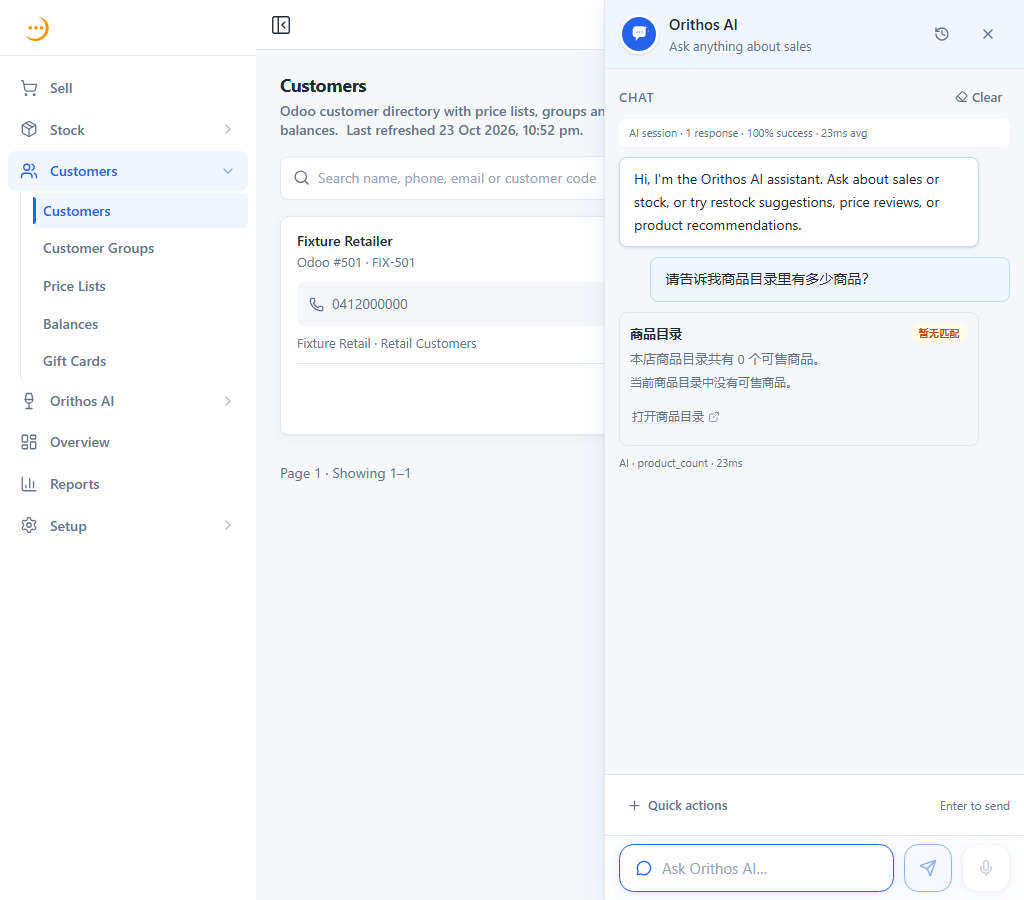 Sell
Stock
Customers
Customers
Customer Groups
Price Lists
Balances
Gift Cards
Orithos AI
Overview
Reports
Setup
Customers
Odoo customer directory with price lists, groups an
balances. Last refreshed 23 Oct 2026, 10:52 pm.
Search name, phone, email or customer code
Fixture Retailer
Odoo #501 · FIX-501
0412000000
Fixture Retail · Retail Customers
Page 1 · Showing 1–1
Orithos AI
Ask anything about sales
CHAT
Clear
AI session · 1 response · 100% success · 23ms avg
Hi, I'm the Orithos AI assistant. Ask about sales or
stock, or try restock suggestions, price reviews, or
product recommendations.
请告诉我商品目录里有多少商品？
商品目录
暂无匹配
本店商品目录共有 0 个可售商品。
当前商品目录中没有可售商品。
打开商品目录
AI · product_count · 23ms
Quick actions
Enter to send
Ask Orithos AI...